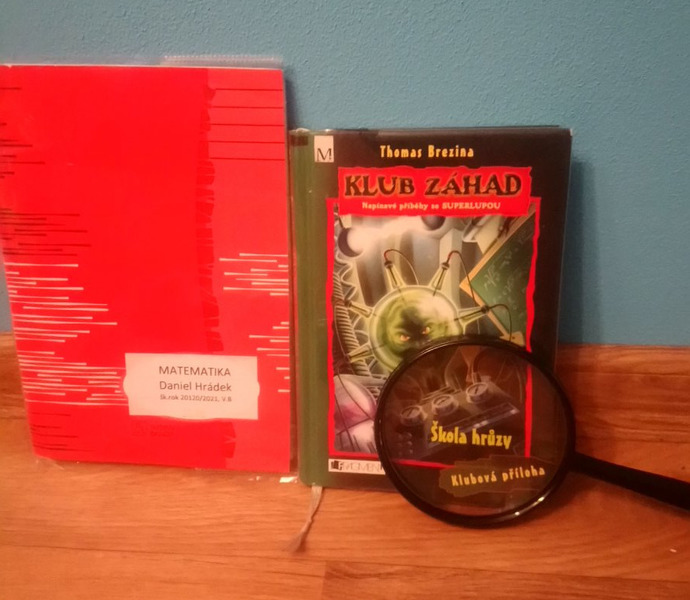 MATEMATIKA
Daniel Hrádek
šk.rok 20120/2021, V.B
M!
Thomas Brezina
KLUB ZÁHAD
Napínavé příběhy se SUPERLUPOU
Škola hrůzy
Klubová příloha